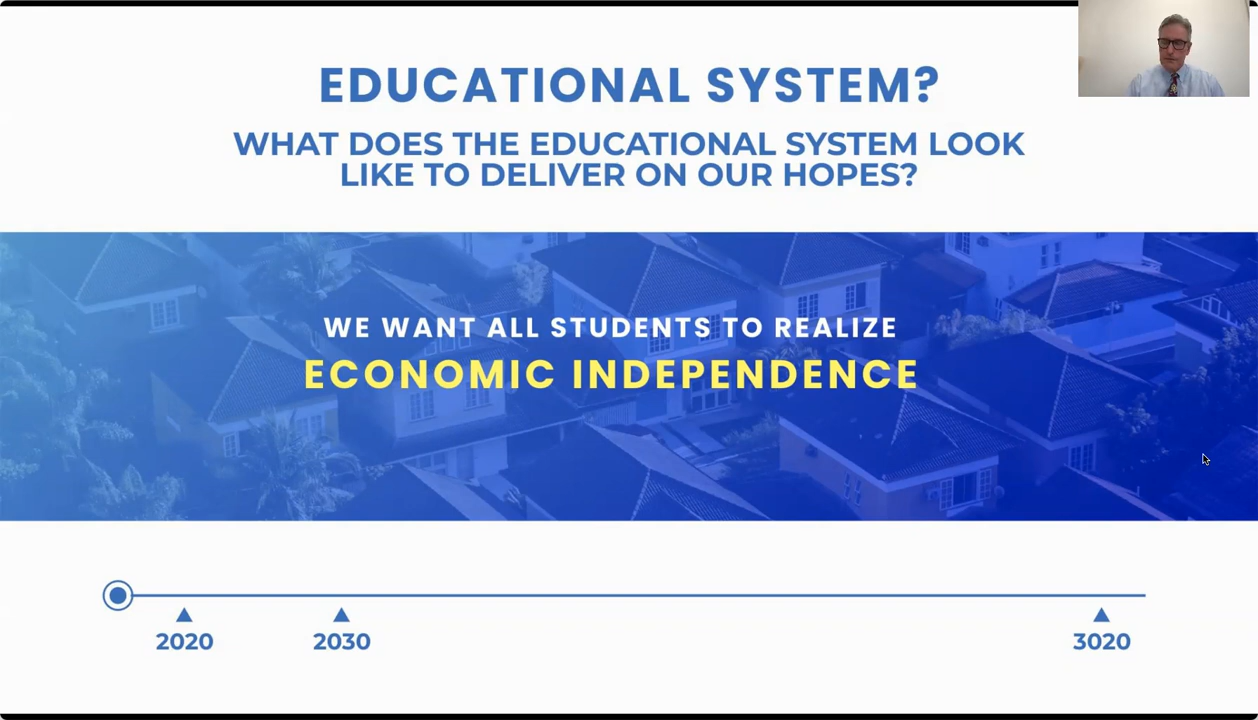 EDUCATIONAL SYSTEM?
WHAT DOES THE EDUCATIONAL SYSTEM LOOK
LIKE TO DELIVER ON OUR HOPES?
WE WANT ALL STUDENTS TO REALIZE
ECONOMIC INDEPENDENCE
2020 2030 3020